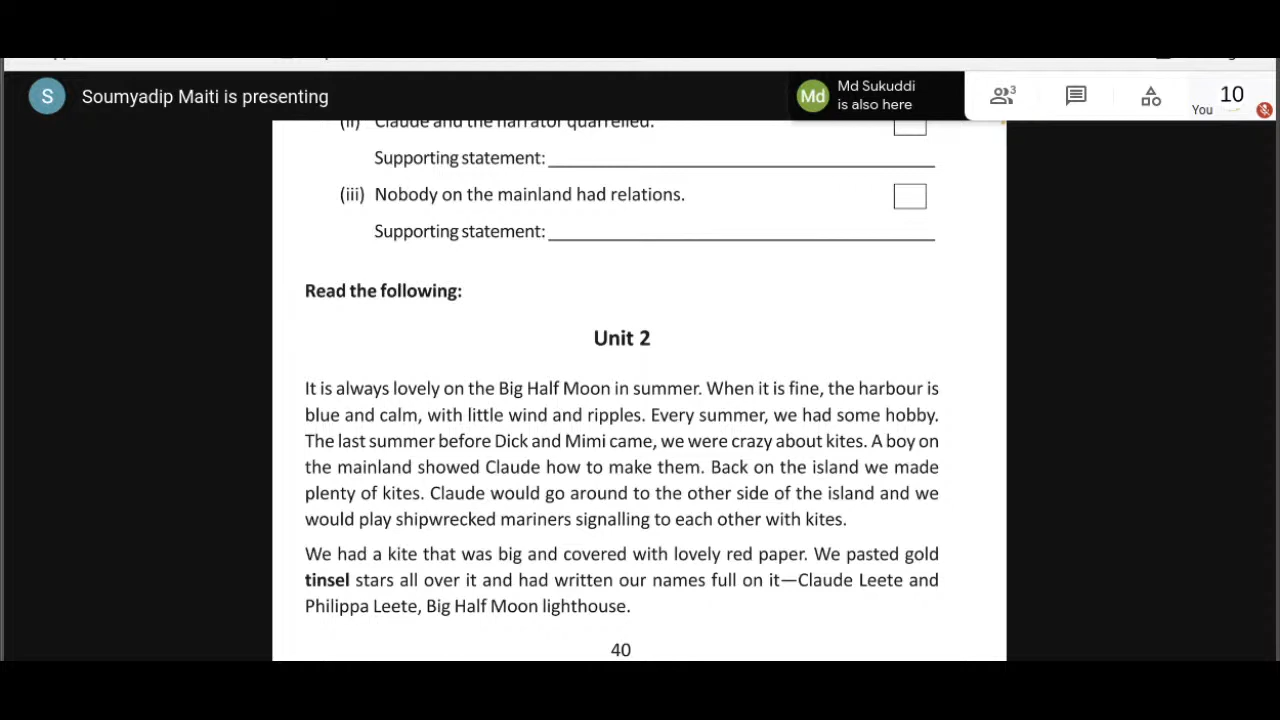 S Soumyadip Maiti is presenting
Md Md Sukuddi
is also here
3
10
You
(ii) Claude and the narrator quarrelled.
Supporting statement:
(iii) Nobody on the mainland had relations.
Supporting statement:
Read the following:
Unit 2
It is always lovely on the Big Half Moon in summer. When it is fine, the harbour is
blue and calm, with little wind and ripples. Every summer, we had some hobby.
The last summer before Dick and Mimi came, we were crazy about kites. A boy on
the mainland showed Claude how to make them. Back on the island we made
plenty of kites. Claude would go around to the other side of the island and we
would play shipwrecked mariners signalling to each other with kites.
We had a kite that was big and covered with lovely red paper. We pasted gold
tinsel stars all over it and had written our names full on it—Claude Leete and
Philippa Leete, Big Half Moon lighthouse.
40